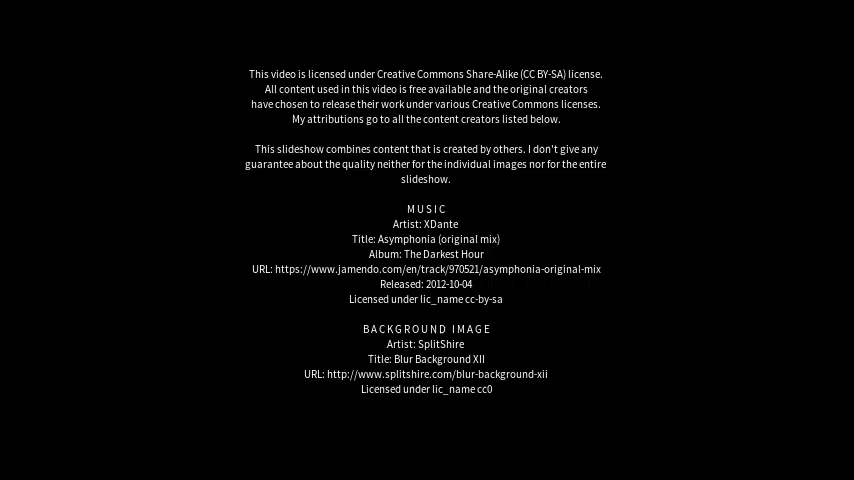 This video is licensed under Creative Commons Share-Alike (CC BY-SA) license.
All content used in this video is free available and the original creators
have chosen to release their work under various Creative Commons licenses.
My attributions go to all the content creators listed below.
This slideshow combines content that is created by others. I don't give any
guarantee about the quality neither for the individual images nor for the entire
slideshow.
MUSIC
Artist: XDante
Title: Asymphonia (original mix)
Album: The Darkest Hour
URL: https://www.jamendo.com/en/track/970521/asymphonia-original-mix
Released: 2012-10-04
Licensed under lic_name cc-by-sa
BACKGROUND IMAGE
Artist: SplitShire
Title: Blur Background XII
URL: http://www.splitshire.com/blur-background-xii
Licensed under lic_name cc0